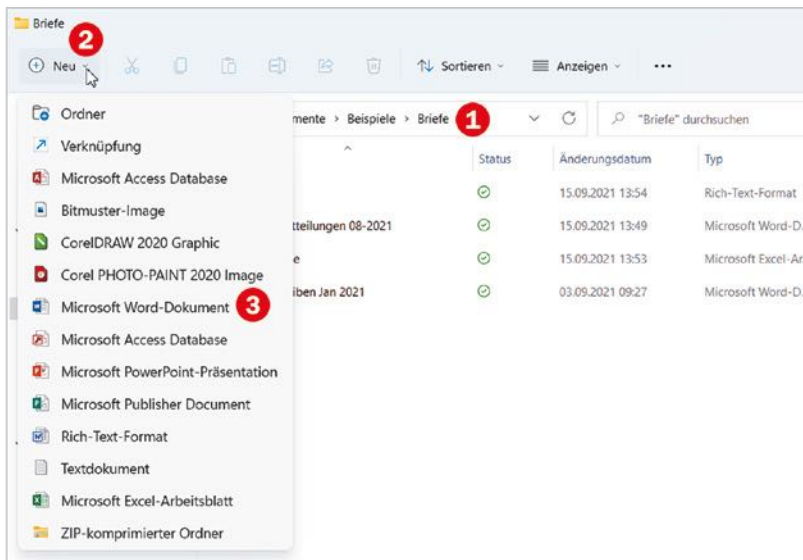 Briefe
2
Neu
Sortieren
Anzeigen
Ordner
mente > Beispiele > Briefe 1
"Briefe" durchsuchen
Verknüpfung
Status Änderungsdatum Typ
Microsoft Access Database
15.09.2021 13:54 Rich-Text-Format
Bitmuster-Image
tteilungen 08-2021 15.09.2021 13:49 Microsoft Word-D
CorelDRAW 2020 Graphic
e 15.09.2021 13:53 Microsoft Excel-Ar
Corel PHOTO-PAINT 2020 Image
iben Jan 2021 03.09.2021 09:27 Microsoft Word-D
Microsoft Word-Dokument 3
Microsoft Access Database
Microsoft PowerPoint-Präsentation
Microsoft Publisher Document
Rich-Text-Format
Textdokument
Microsoft Excel-Arbeitsblatt
ZIP-komprimierter Ordner